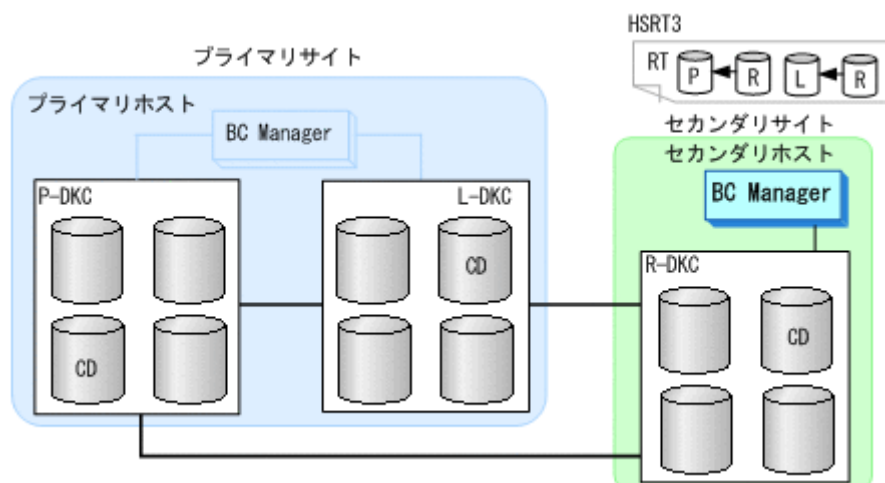 HSRT3
RT P R L R
プライマリサイト
プライマリホスト
BC Manager
P-DKC
L-DKC
CD
CD
セカンダリサイト
セカンダリホスト
BC Manager
R-DKC
CD